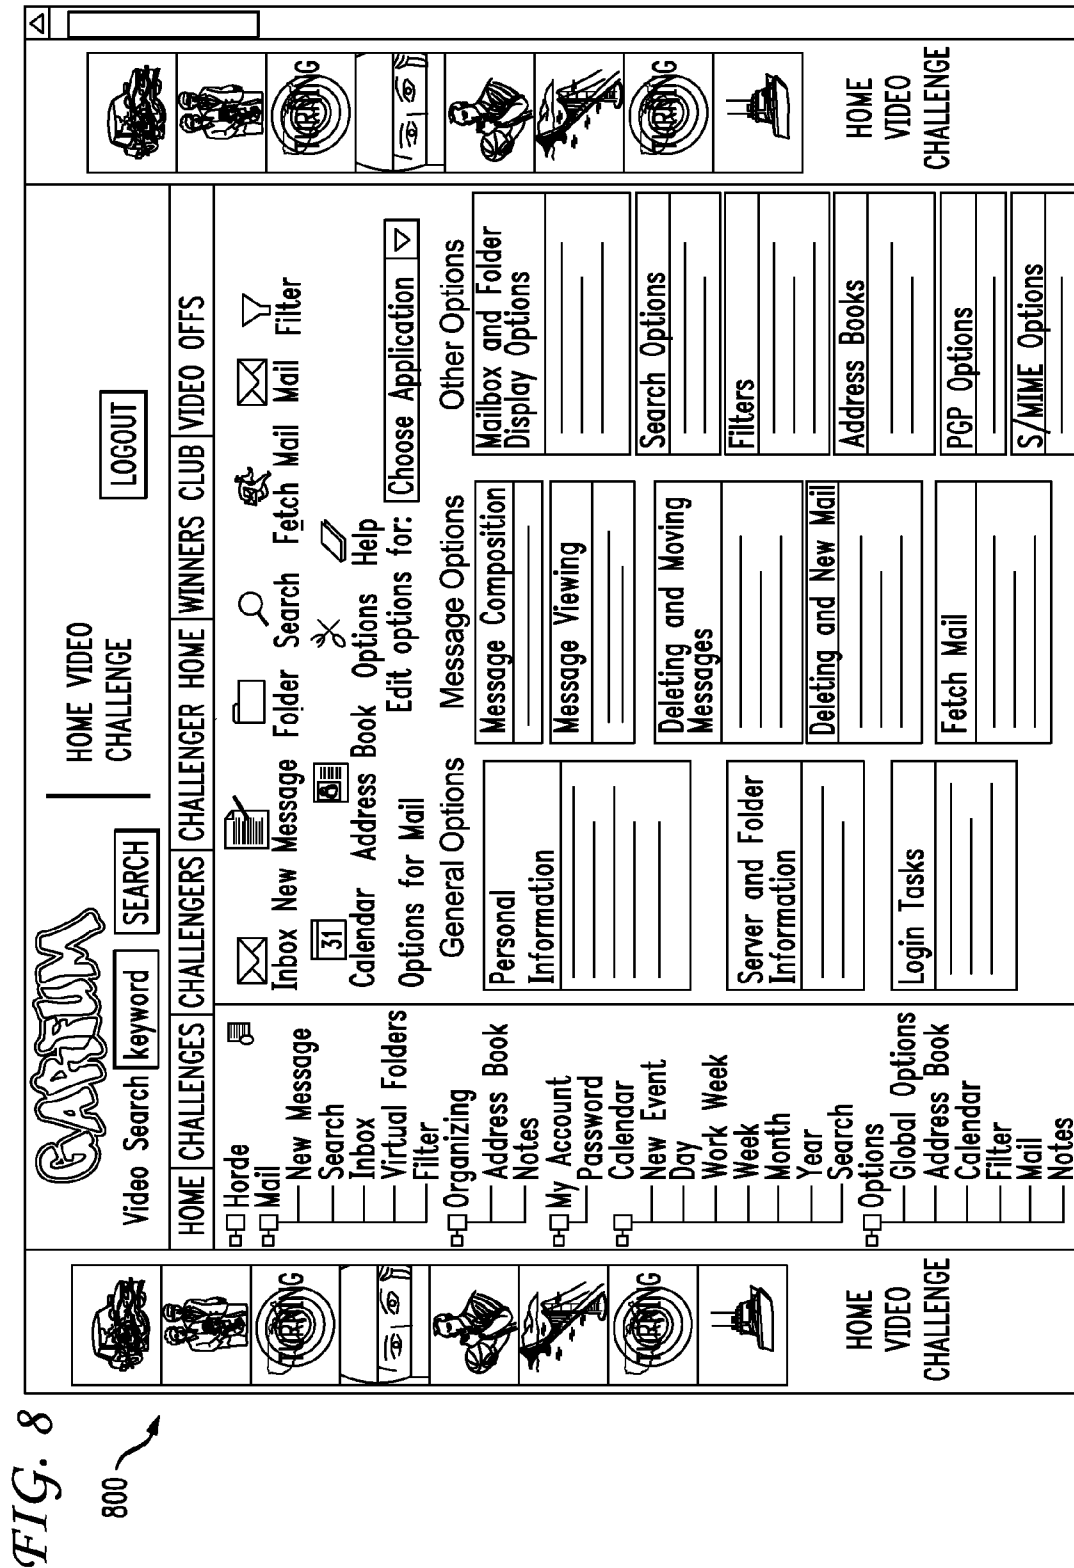 FIG. 8
800
GARFUM
HOME VIDEO
CHALLENGE
Video Search keyword SEARCH
LOGOUT
HOME CHALLENGES CHALLENGERS CHALLENGER HOME WINNERS CLUB VIDEO OFFS
TURNING
TURNING
HOME
VIDEO
CHALLENGE
Horde
Mail
New Message
Search
Inbox
Virtual Folders
Filter
Organizing
Address Book
Notes
My Account
Password
Calendar
New Event
Day
Work Week
Week
Month
Year
Search
Options
Global Options
Address Book
Calendar
Filter
Mail
Notes
Inbox New Message Folder Search Fetch Mail Mail Filter
31
Calendar Address Book Options Help
Options for Mail
Edit options for: Choose Application
General Options
Personal
Information
Server and Folder
Information
Login Tasks
Message Options
Message Composition
Message Viewing
Deleting and Moving
Messages
Deleting and New Mail
Fetch Mail
Other Options
Mailbox and Folder
Display Options
Search Options
Filters
Address Books
PGP Options
S/MIME Options
TURNING
TURNING
HOME
VIDEO
CHALLENGE